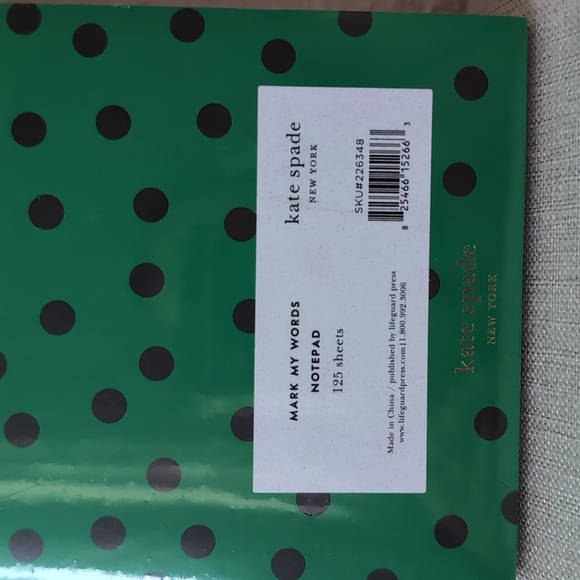 kate spade
NEW YORK
SKU#226348
8 25466 15266 3
MARK MY WORDS
NOTEPAD
125 sheets
Made in China / published by lifeguard press
www.lifeguardpress.com | 1.800.992.3006
kate spade
NEW YORK